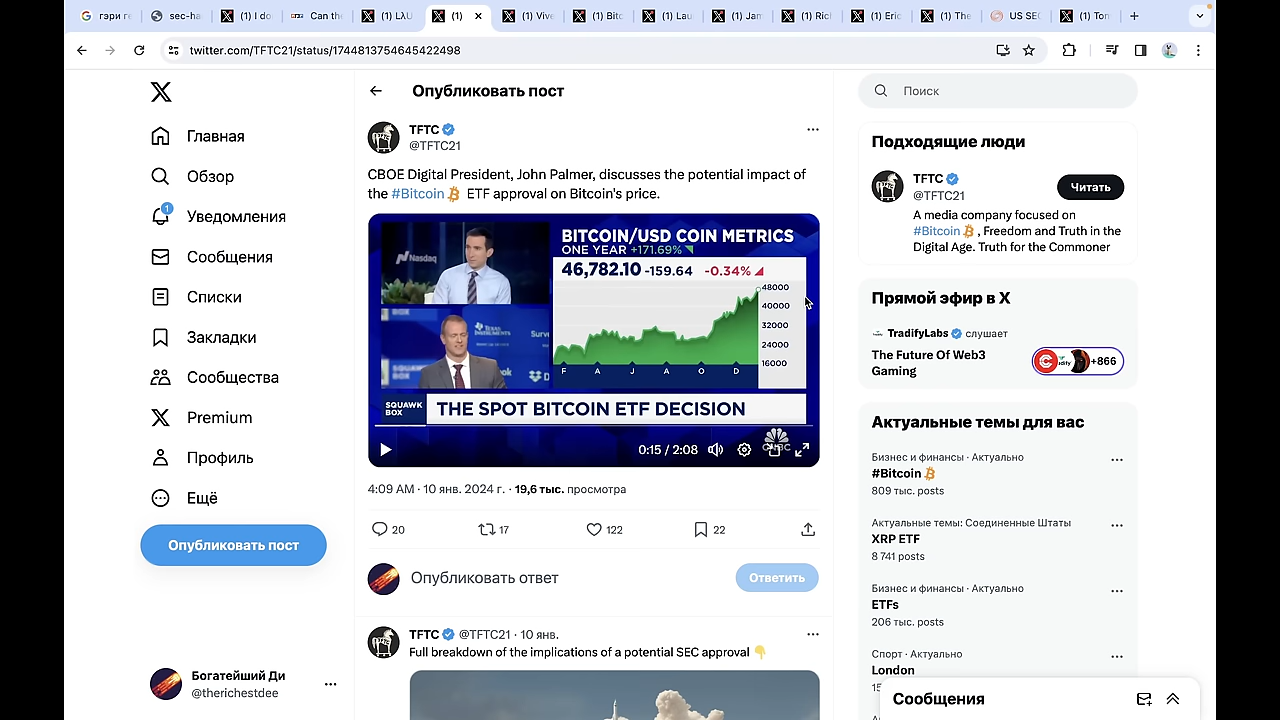 гэри ге
sec-ha
(1) I do
Can the
(1) LλU
(1)
(1) Vive
(1) Bitc
(1) Lau
(1) Jam
(1) Rich
(1) Eric
(1) The
US SEC
(1) Ton
twitter.com/TFTC21/status/1744813754645422498
Главная
Обзор
1
Уведомления
Сообщения
Списки
Закладки
Сообщества
Premium
Профиль
Ещё
Опубликовать пост
Богатейший Ди
@therichestdee
Опубликовать пост
TFTC
@TFTC21
CBOE Digital President, John Palmer, discusses the potential impact of
the #Bitcoin ETF approval on Bitcoin's price.
Nasdaq
TEXAS INSTRUMENTS
Surve
BITCOIN/USD COIN METRICS
ONE YEAR +171.69%
46,782.10 -159.64 -0.34%
48000
40000
32000
24000
16000
F A J A O D
SQUAWK BOX
THE SPOT BITCOIN ETF DECISION
CNBC
0:15 / 2:08
4:09 AM · 10 янв. 2024 г. · 19,6 тыс. просмотра
20 17 122 22
Опубликовать ответ
Ответить
TFTC @TFTC21 · 10 янв.
Full breakdown of the implications of a potential SEC approval
Поиск
Подходящие люди
TFTC
@TFTC21
Читать
A media company focused on
#Bitcoin , Freedom and Truth in the
Digital Age. Truth for the Commoner
Прямой эфир в X
TradifyLabs слушает
The Future Of Web3
Gaming
+866
Актуальные темы для вас
Бизнес и финансы · Актуально
#Bitcoin
809 тыс. posts
Актуальные темы: Соединенные Штаты
XRP ETF
8 741 posts
Бизнес и финансы · Актуально
ETFs
206 тыс. posts
Спорт · Актуально
London
Сообщения